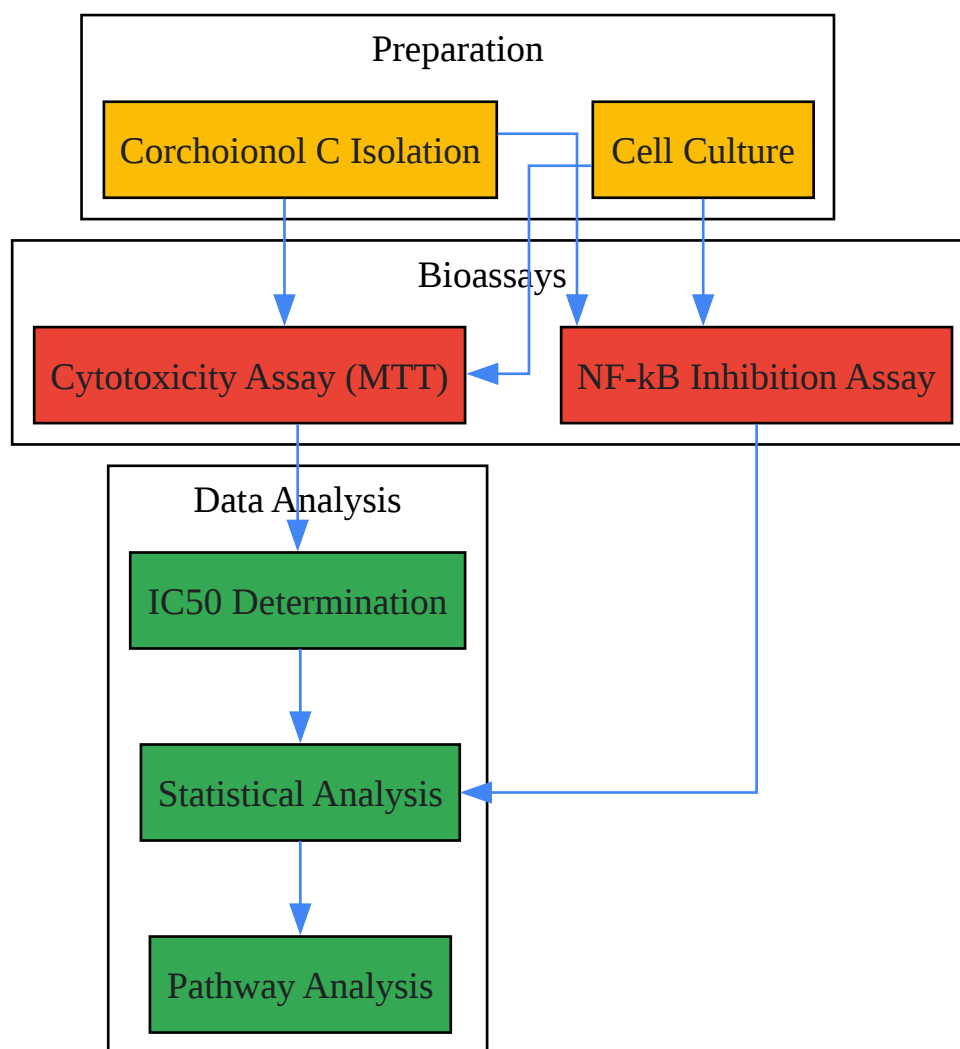 Preparation
Corchoionol C Isolation
Cell Culture
Bioassays
Cytotoxicity Assay (MTT)
NF-kB Inhibition Assay
Data Analysis
IC50 Determination
Statistical Analysis
Pathway Analysis